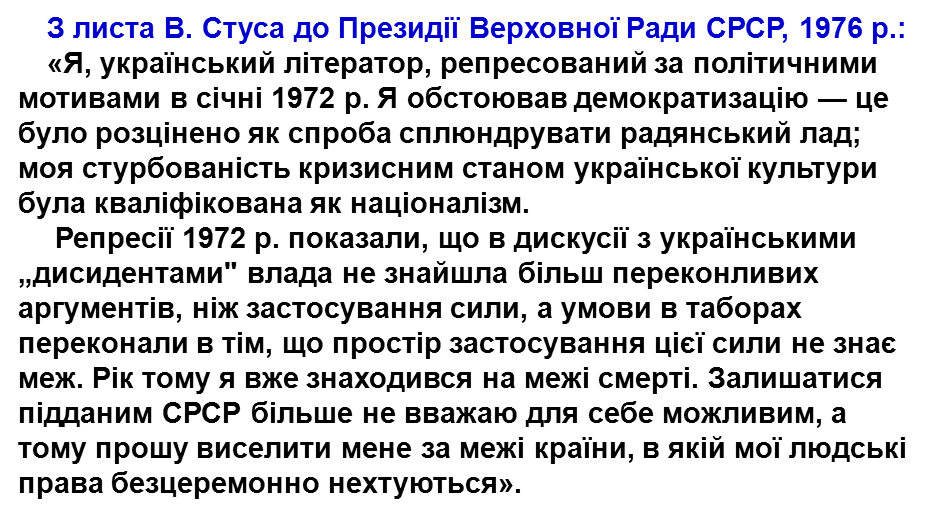 З листа В. Стуса до Президії Верховної Ради СРСР, 1976 р.:
«Я, український літератор, репресований за політичними
мотивами в січні 1972 р. Я обстоював демократизацію — це
було розцінено як спроба сплюндрувати радянський лад;
моя стурбованість кризисним станом української культури
була кваліфікована як націоналізм.
Репресії 1972 р. показали, що в дискусії з українськими
„дисидентами" влада не знайшла більш переконливих
аргументів, ніж застосування сили, а умови в таборах
переконали в тім, що простір застосування цієї сили не знає
меж. Рік тому я вже знаходився на межі смерті. Залишатися
підданим СРСР більше не вважаю для себе можливим, а
тому прошу виселити мене за межі країни, в якій мої людські
права безцеремонно нехтуються».